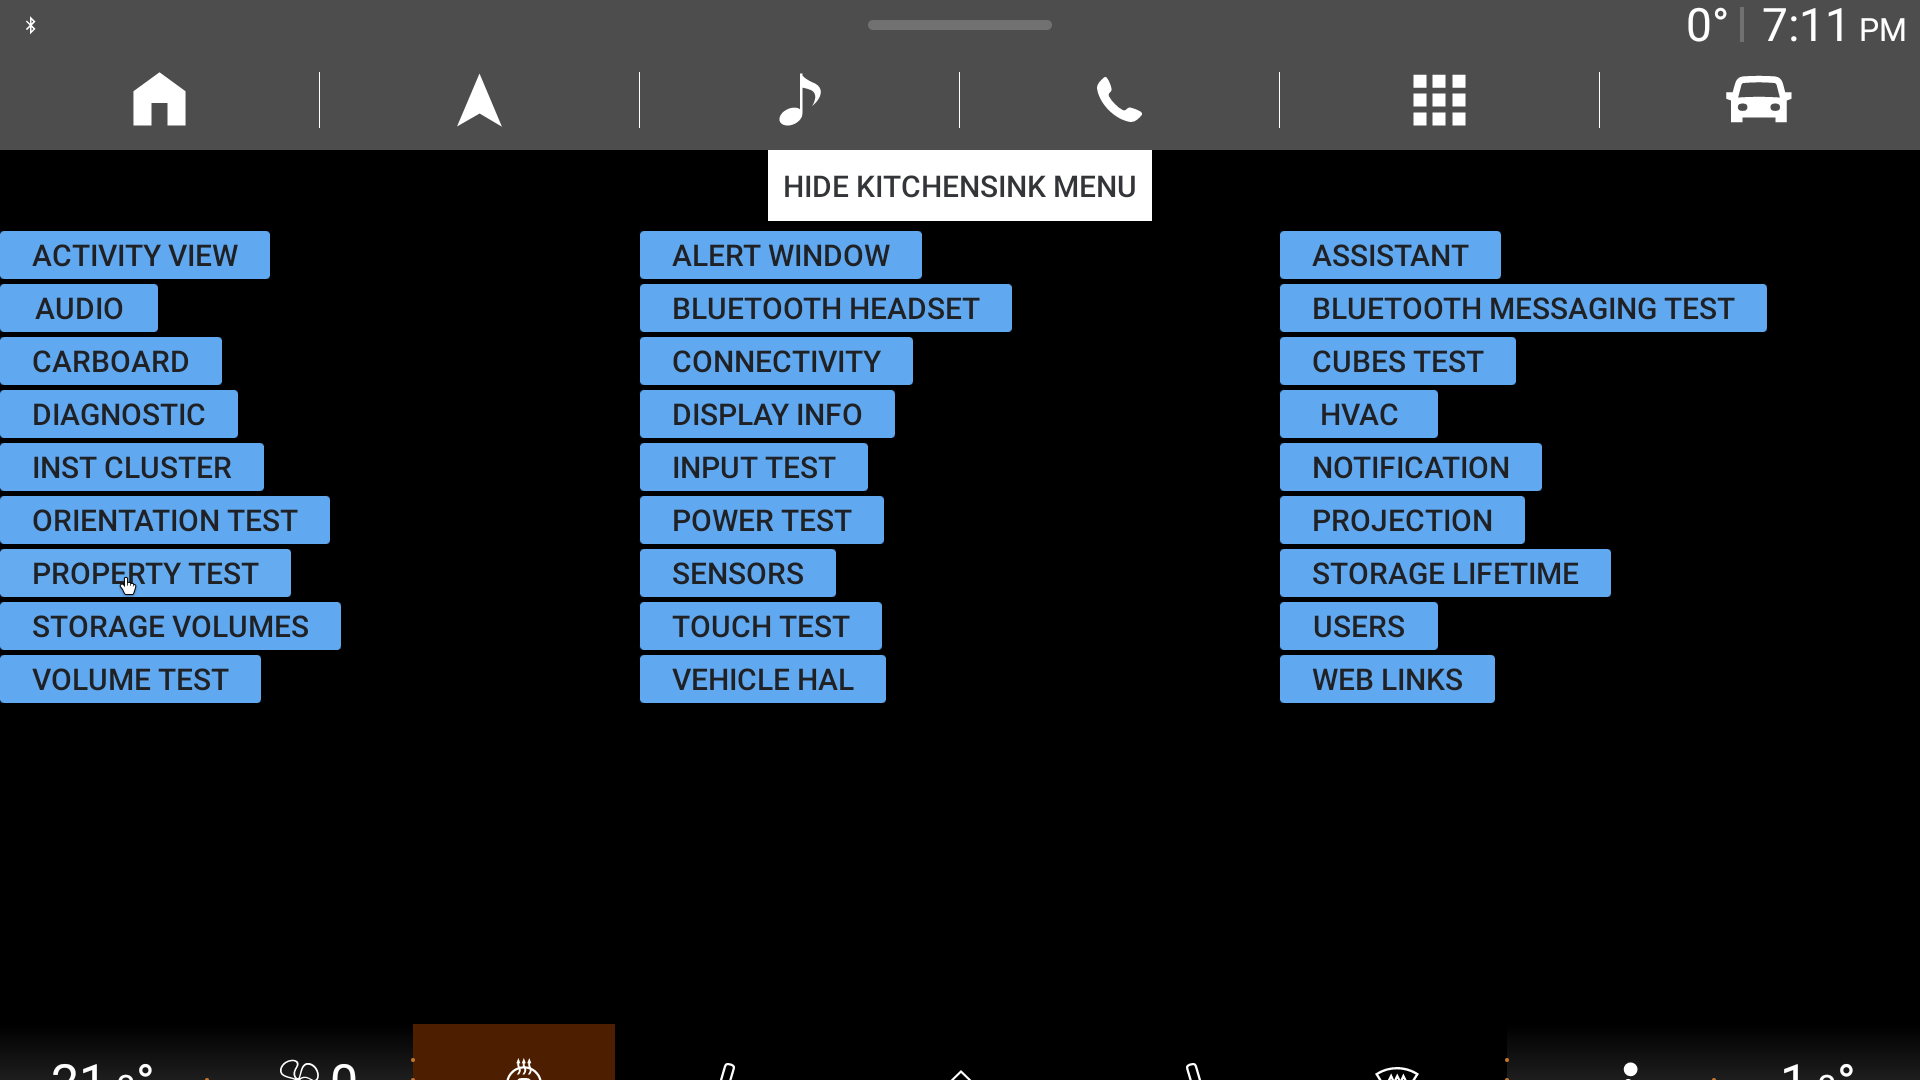 0° 7:11 PM
HIDE KITCHENSINK MENU
ACTIVITY VIEW
ALERT WINDOW
ASSISTANT
AUDIO
BLUETOOTH HEADSET
BLUETOOTH MESSAGING TEST
CARBOARD
CONNECTIVITY
CUBES TEST
DIAGNOSTIC
DISPLAY INFO
HVAC
INST CLUSTER
INPUT TEST
NOTIFICATION
ORIENTATION TEST
POWER TEST
PROJECTION
PROPERTY TEST
SENSORS
STORAGE LIFETIME
STORAGE VOLUMES
TOUCH TEST
USERS
VOLUME TEST
VEHICLE HAL
WEB LINKS